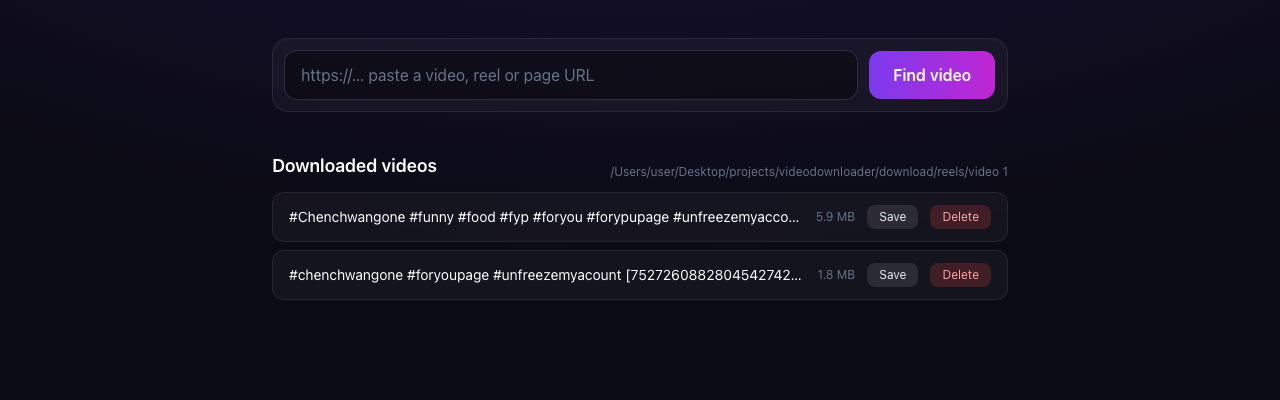 https://... paste a video, reel or page URL
Find video
Downloaded videos
/Users/user/Desktop/projects/videodownloader/download/reels/video 1
#Chenchwangone #funny #food #fyp #foryou #forypupage #unfreezemyacco... 5.9 MB Save Delete
#chenchwangone #foryoupage #unfreezemyacount [7527260882804542742... 1.8 MB Save Delete